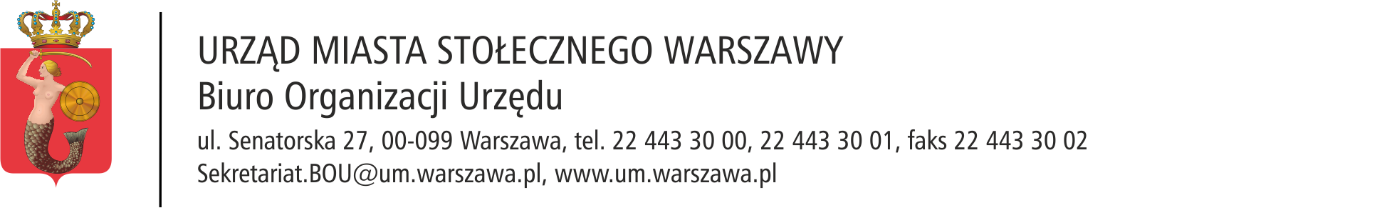 URZĄD MIASTA STOŁECZNEGO WARSZAWY
Biuro Organizacji Urzędu
ul. Senatorska 27, 00-099 Warszawa, tel. 22 443 30 00, 22 443 30 01, faks 22 443 30 02
Sekretariat.BOU@um.warszawa.pl, www.um.warszawa.pl